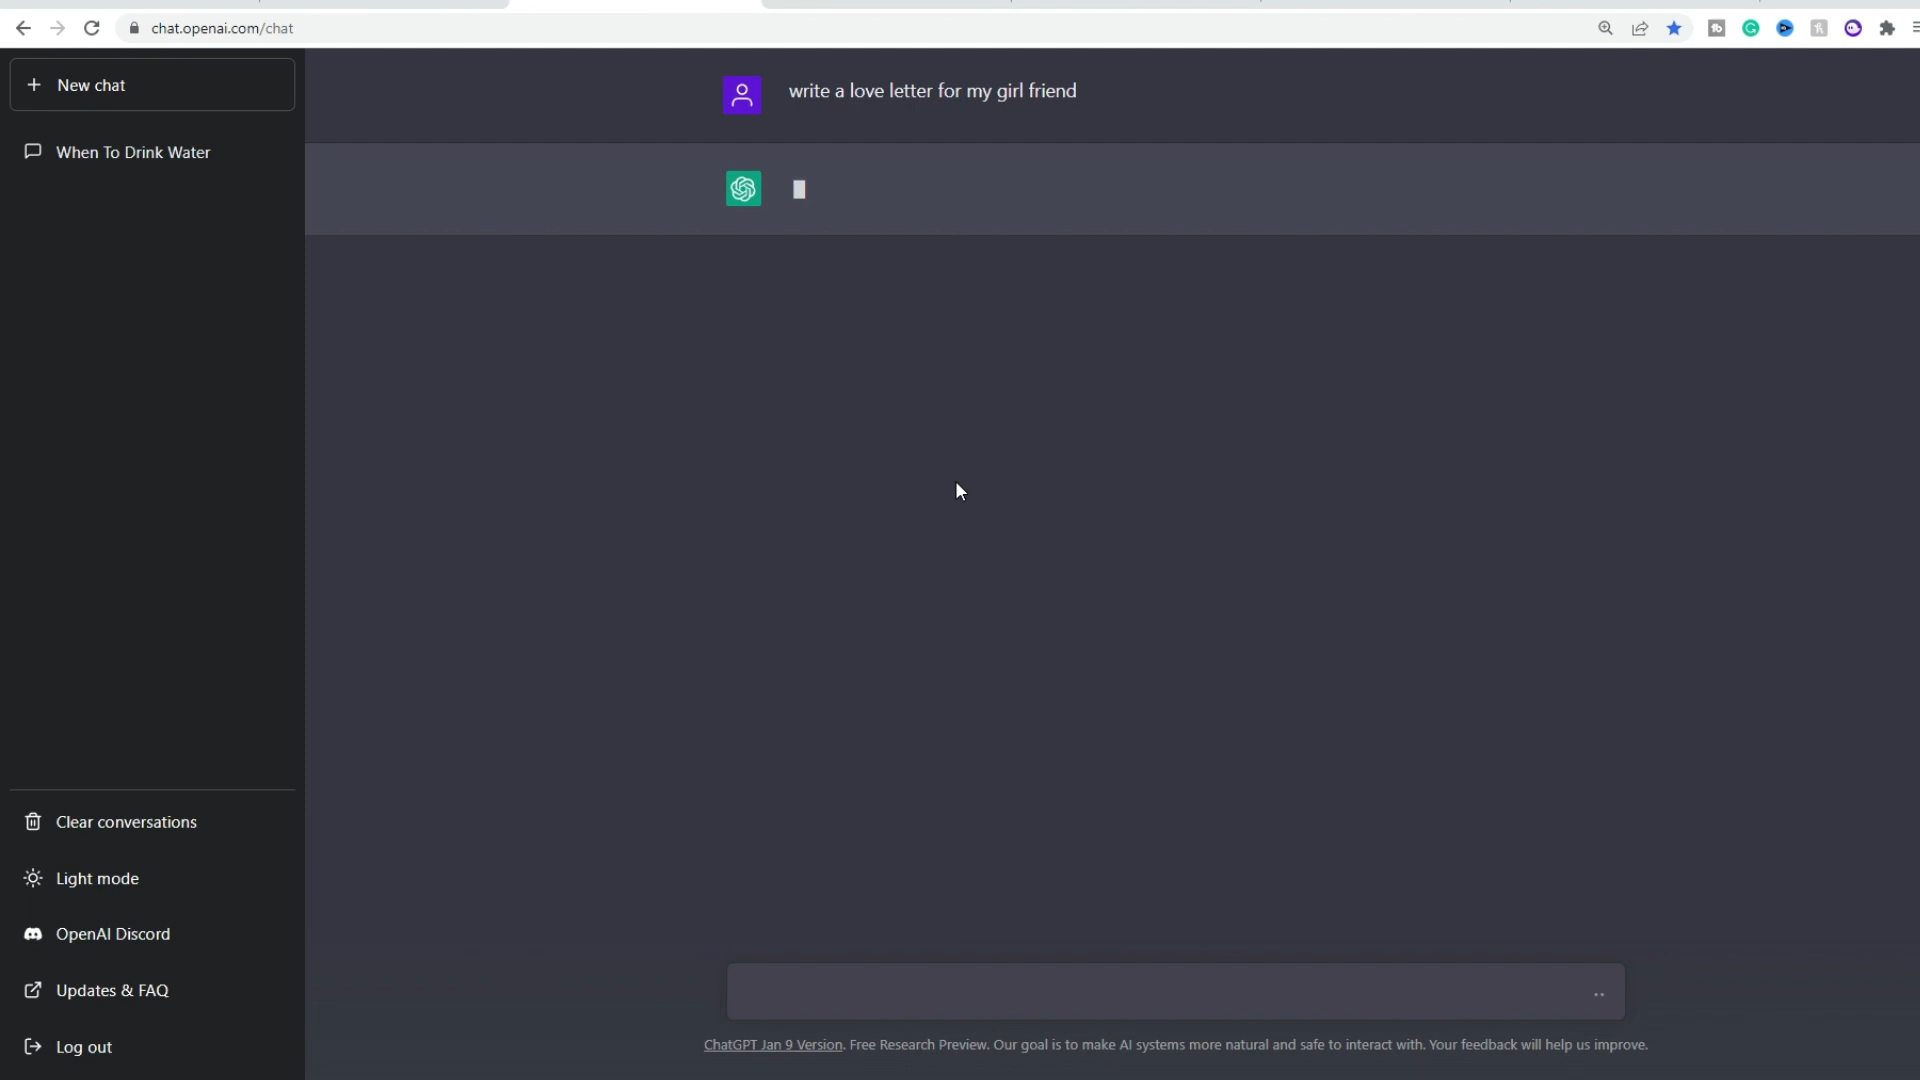 chat.openai.com/chat
New chat
When To Drink Water
write a love letter for my girl friend
Clear conversations
Light mode
OpenAI Discord
Updates & FAQ
Log out
ChatGPT Jan 9 Version. Free Research Preview. Our goal is to make AI systems more natural and safe to interact with. Your feedback will help us improve.